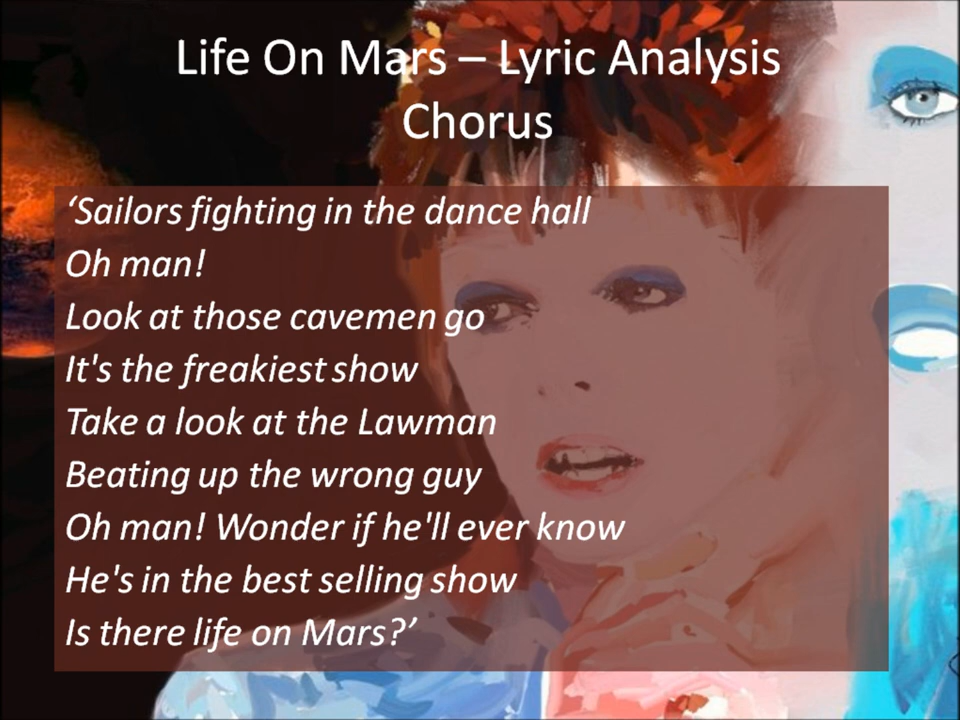 Life On Mars – Lyric Analysis
Chorus
‘Sailors fighting in the dance hall
Oh man!
Look at those cavemen go
It's the freakiest show
Take a look at the Lawman
Beating up the wrong guy
Oh man! Wonder if he'll ever know
He's in the best selling show
Is there life on Mars?’